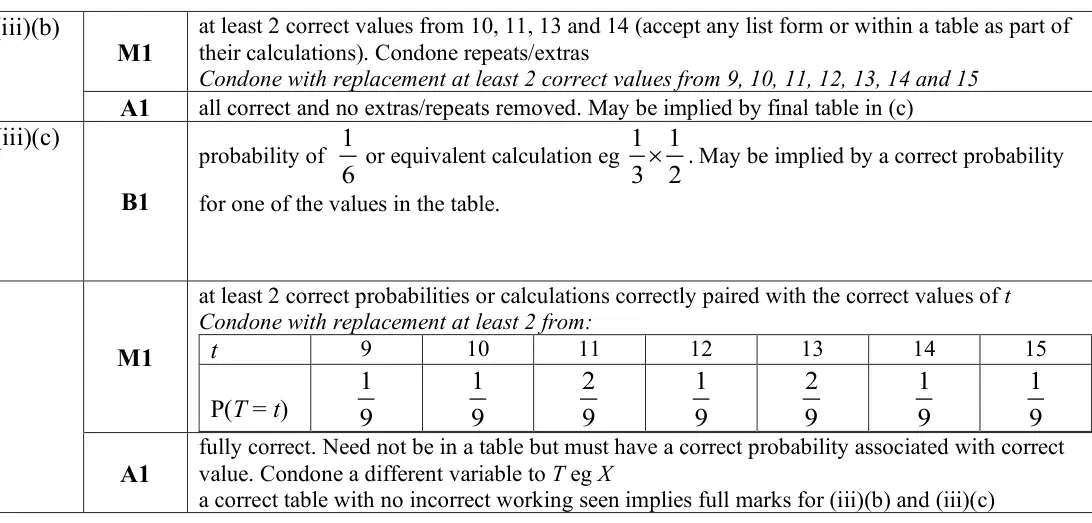 iii)(b)
M1
at least 2 correct values from 10, 11, 13 and 14 (accept any list form or within a table as part of
their calculations). Condone repeats/extras
Condone with replacement at least 2 correct values from 9, 10, 11, 12, 13, 14 and 15
A1
all correct and no extras/repeats removed. May be implied by final table in (c)
iii)(c)
B1
probability of 1/6 or equivalent calculation eg 1/3 × 1/2 . May be implied by a correct probability
for one of the values in the table.
M1
at least 2 correct probabilities or calculations correctly paired with the correct values of t
Condone with replacement at least 2 from:
t 9 10 11 12 13 14 15
P(T = t) 1/9 1/9 2/9 1/9 2/9 1/9 1/9
A1
fully correct. Need not be in a table but must have a correct probability associated with correct
value. Condone a different variable to T eg X
a correct table with no incorrect working seen implies full marks for (iii)(b) and (iii)(c)